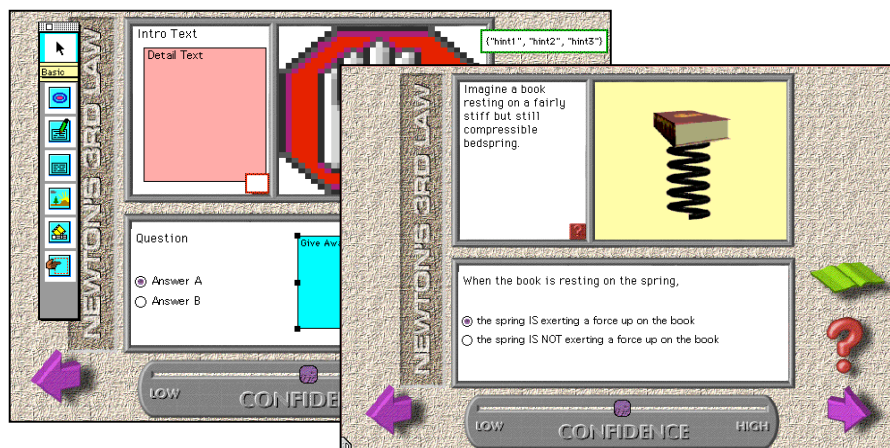 Basic
NEWTON'S 3RD LAW
Intro Text
Detail Text
{"hint1", "hint2", "hint3"}
Question
Answer A
Answer B
Give Aw
LOW
CONFIDE
NEWTON'S 3RD LAW
Imagine a book
resting on a fairly
stiff but still
compressible
bedspring.
?
When the book is resting on the spring,
the spring IS exerting a force up on the book
the spring IS NOT exerting a force up on the book
?
LOW
CONFIDENCE
HIGH